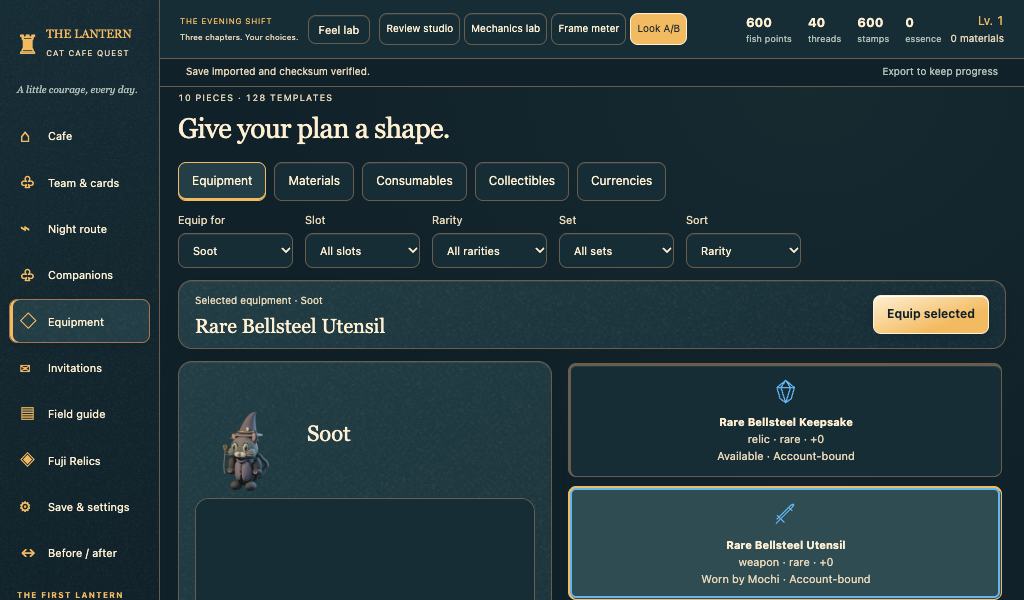 THE LANTERN
CAT CAFE QUEST
A little courage, every day.
Cafe
Team & cards
Night route
Companions
Equipment
Invitations
Field guide
Fuji Relics
Save & settings
Before / after
THE FIRST LANTERN
THE EVENING SHIFT
Three chapters. Your choices.
Feel lab
Review studio
Mechanics lab
Frame meter
Look A/B
600
fish points
40
threads
600
stamps
0
essence
Lv. 1
0 materials
Save imported and checksum verified.
Export to keep progress
10 PIECES · 128 TEMPLATES
Give your plan a shape.
Equipment
Materials
Consumables
Collectibles
Currencies
Equip for
Slot
Rarity
Set
Sort
Soot
All slots
All rarities
All sets
Rarity
Selected equipment · Soot
Rare Bellsteel Utensil
Equip selected
Soot
Rare Bellsteel Keepsake
relic · rare · +0
Available · Account-bound
Rare Bellsteel Utensil
weapon · rare · +0
Worn by Mochi · Account-bound